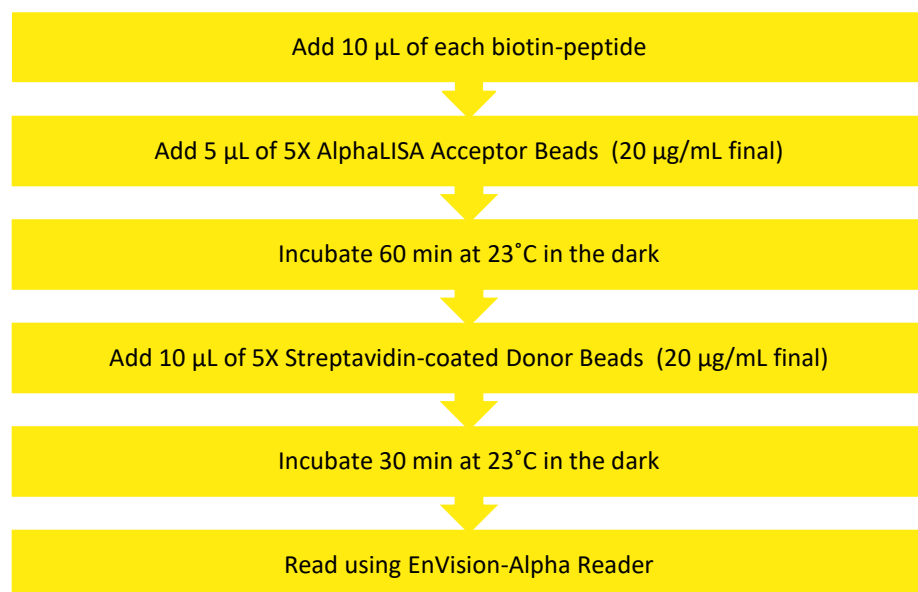 Add 10 µL of each biotin-peptide
Add 5 µL of 5X AlphaLISA Acceptor Beads  (20 µg/mL final)
Incubate 60 min at 23˚C in the dark
Add 10 µL of 5X Streptavidin-coated Donor Beads  (20 µg/mL final)
Incubate 30 min at 23˚C in the dark
Read using EnVision-Alpha Reader